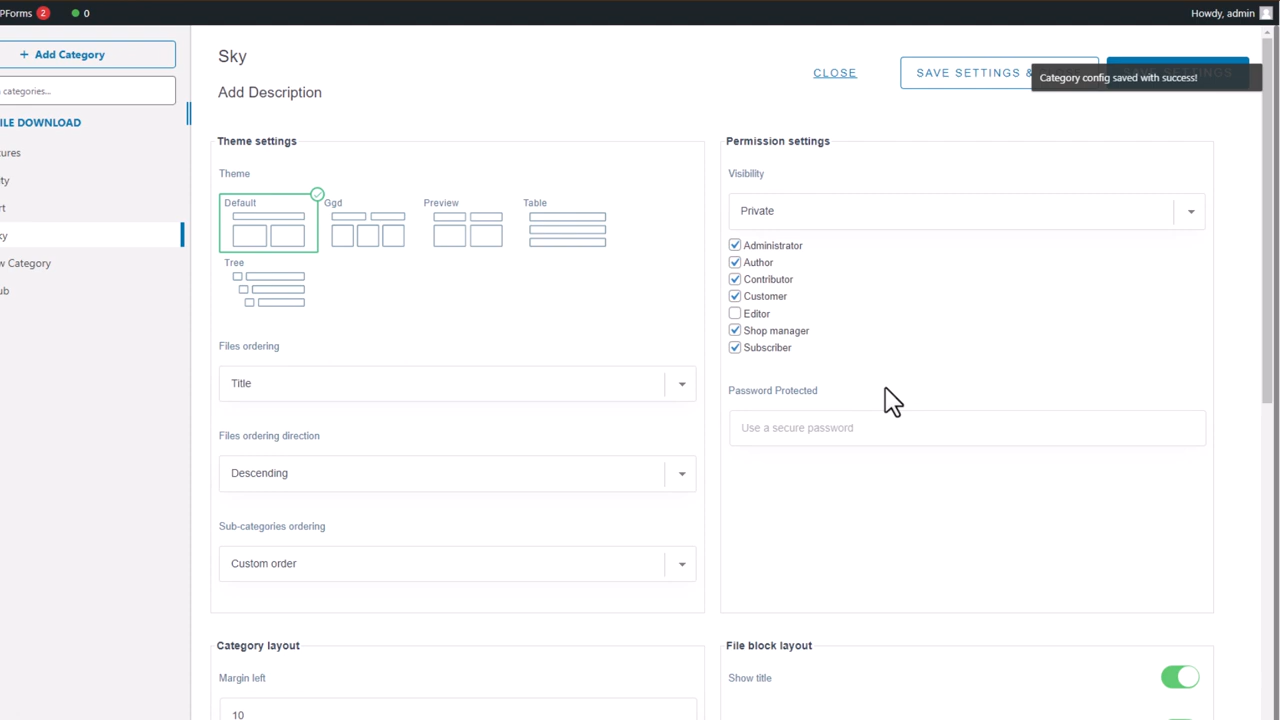 PForms 2 0 Howdy, admin
+ Add Category
categories...
ILE DOWNLOAD
tures
ity
rt
ky
w Category
ub
Sky
Add Description
CLOSE
SAVE SETTINGS &
Category config saved with success!
Theme settings
Theme
Default
Ggd
Preview
Table
Tree
Files ordering
Title
Files ordering direction
Descending
Sub-categories ordering
Custom order
Permission settings
Visibility
Private
Administrator
Author
Contributor
Customer
Editor
Shop manager
Subscriber
Password Protected
Use a secure password
Category layout
Margin left
10
File block layout
Show title